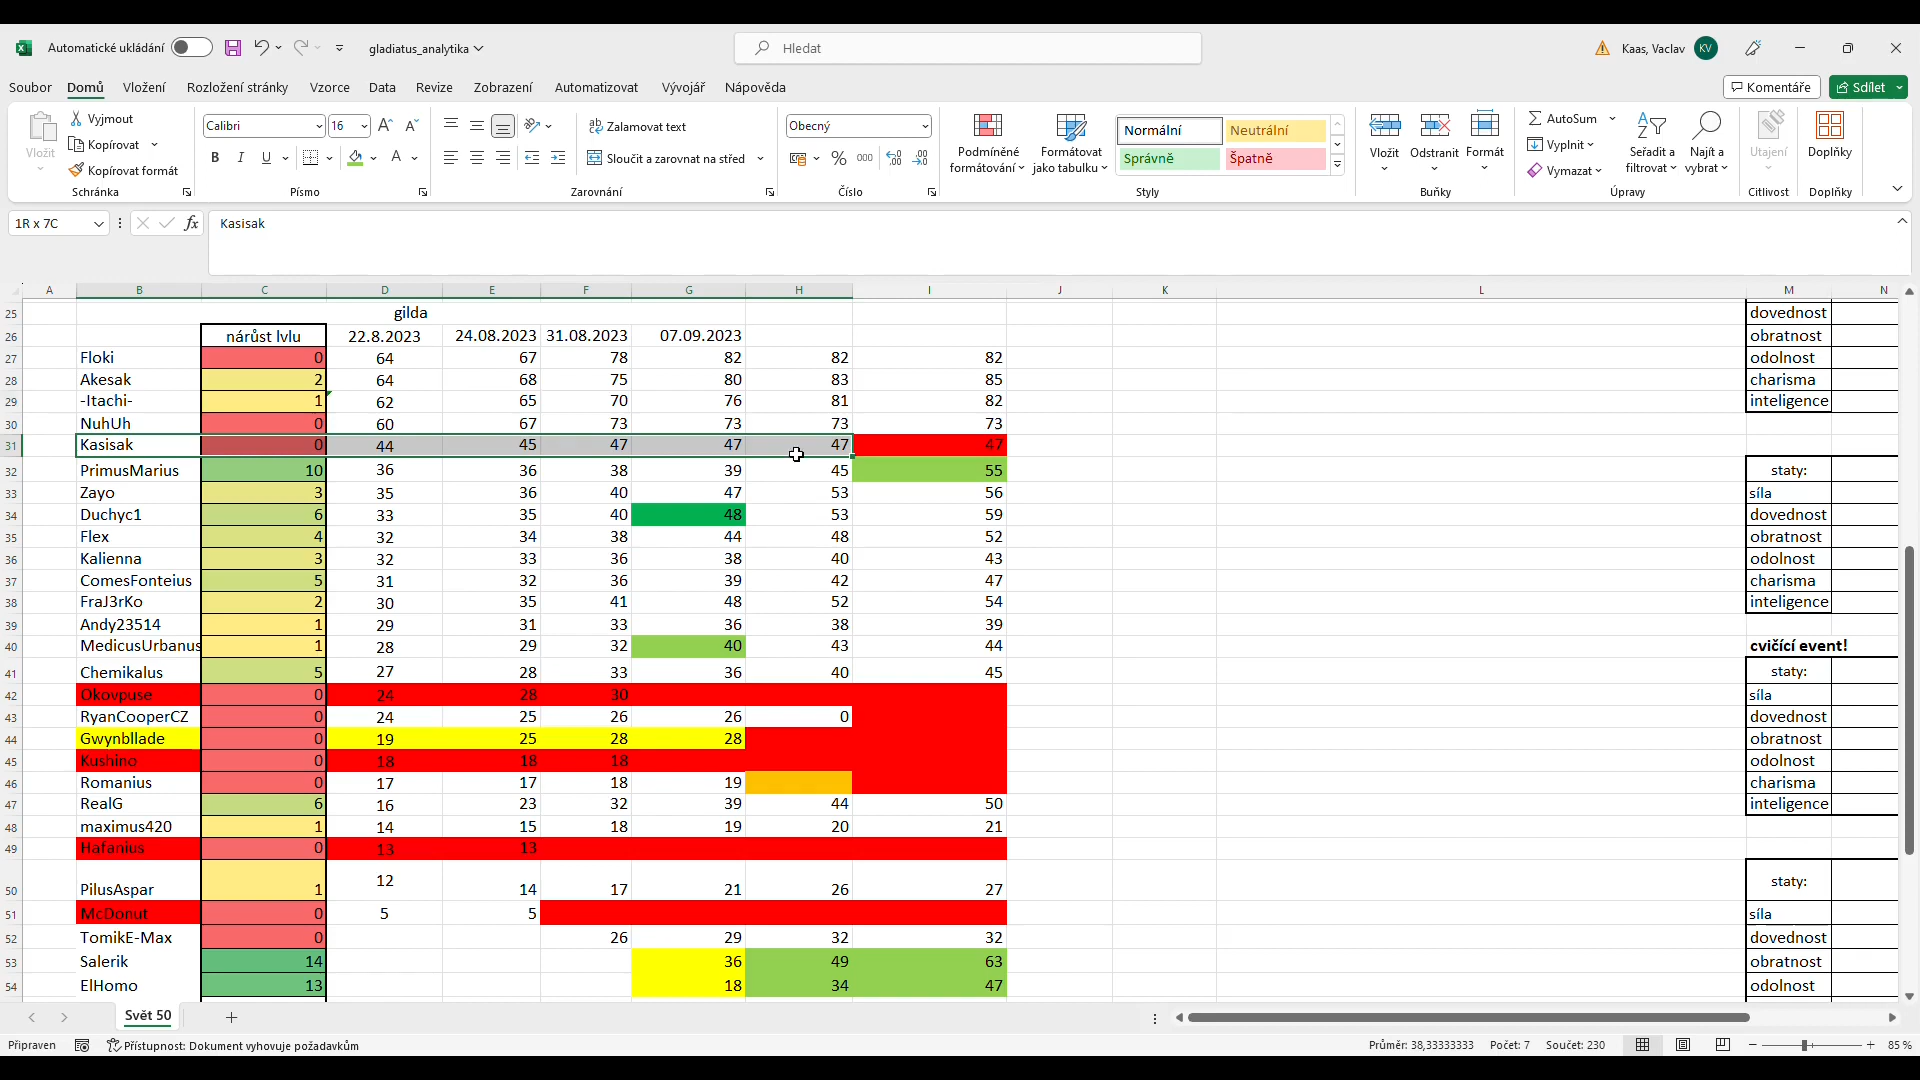 Automatické ukládání
gladiatus_analytika
Hledat
Kaas, Vaclav KV
Soubor Domů Vložení Rozložení stránky Vzorce Data Revize Zobrazení Automatizovat Vývojář Nápověda
Komentáře Sdílet
Vložit
Vyjmout
Kopírovat
Kopírovat formát
Schránka
Calibri 16
B I U
Písmo
Zalamovat text
Sloučit a zarovnat na střed
Zarovnání
Obecný
% 000
Číslo
Podmíněné formátování
Formátovat jako tabulku
Normální Neutrální
Správně Špatně
Styly
Vložit Odstranit Formát
Buňky
AutoSum
Vyplnit
Vymazat
Seřadit a filtrovat
Najít a vybrat
Úpravy
Utajení
Citlivost
Doplňky
Doplňky
1R x 7C fx Kasisak
A B C D E F G H I J K L M N
25 gilda dovednost
26 nárůst lvlu 22.8.2023 24.08.2023 31.08.2023 07.09.2023 obratnost
27 Floki 0 64 67 78 82 82 82 odolnost
28 Akesak 2 64 68 75 80 83 85 charisma
29 -Itachi- 1 62 65 70 76 81 82 inteligence
30 NuhUh 0 60 67 73 73 73 73
31 Kasisak 0 44 45 47 47 47 47
32 PrimusMarius 10 36 36 38 39 45 55 staty:
33 Zayo 3 35 36 40 47 53 56 síla
34 Duchyc1 6 33 35 40 48 53 59 dovednost
35 Flex 4 32 34 38 44 48 52 obratnost
36 Kalienna 3 32 33 36 38 40 43 odolnost
37 ComesFonteius 5 31 32 36 39 42 47 charisma
38 FraJ3rKo 2 30 35 41 48 52 54 inteligence
39 Andy23514 1 29 31 33 36 38 39
40 MedicusUrbanus 1 28 29 32 40 43 44 cvičící event!
41 Chemikalus 5 27 28 33 36 40 45 staty:
42 Okovpuse 0 24 28 30 síla
43 RyanCooperCZ 0 24 25 26 26 0 dovednost
44 Gwynbllade 0 19 25 28 28 obratnost
45 Kushino 0 18 18 18 odolnost
46 Romanius 0 17 17 18 19 charisma
47 RealG 6 16 23 32 39 44 50 inteligence
48 maximus420 1 14 15 18 19 20 21
49 Hafanius 0 13 13
50 PilusAspar 1 12 14 17 21 26 27 staty:
51 McDonut 0 5 5 síla
52 TomikE-Max 0 26 29 32 32 dovednost
53 Salerik 14 36 49 63 obratnost
54 ElHomo 13 18 34 47 odolnost
Svět 50
Připraven Přístupnost: Dokument vyhovuje požadavkům Průměr: 38,33333333 Počet: 7 Součet: 230 85 %